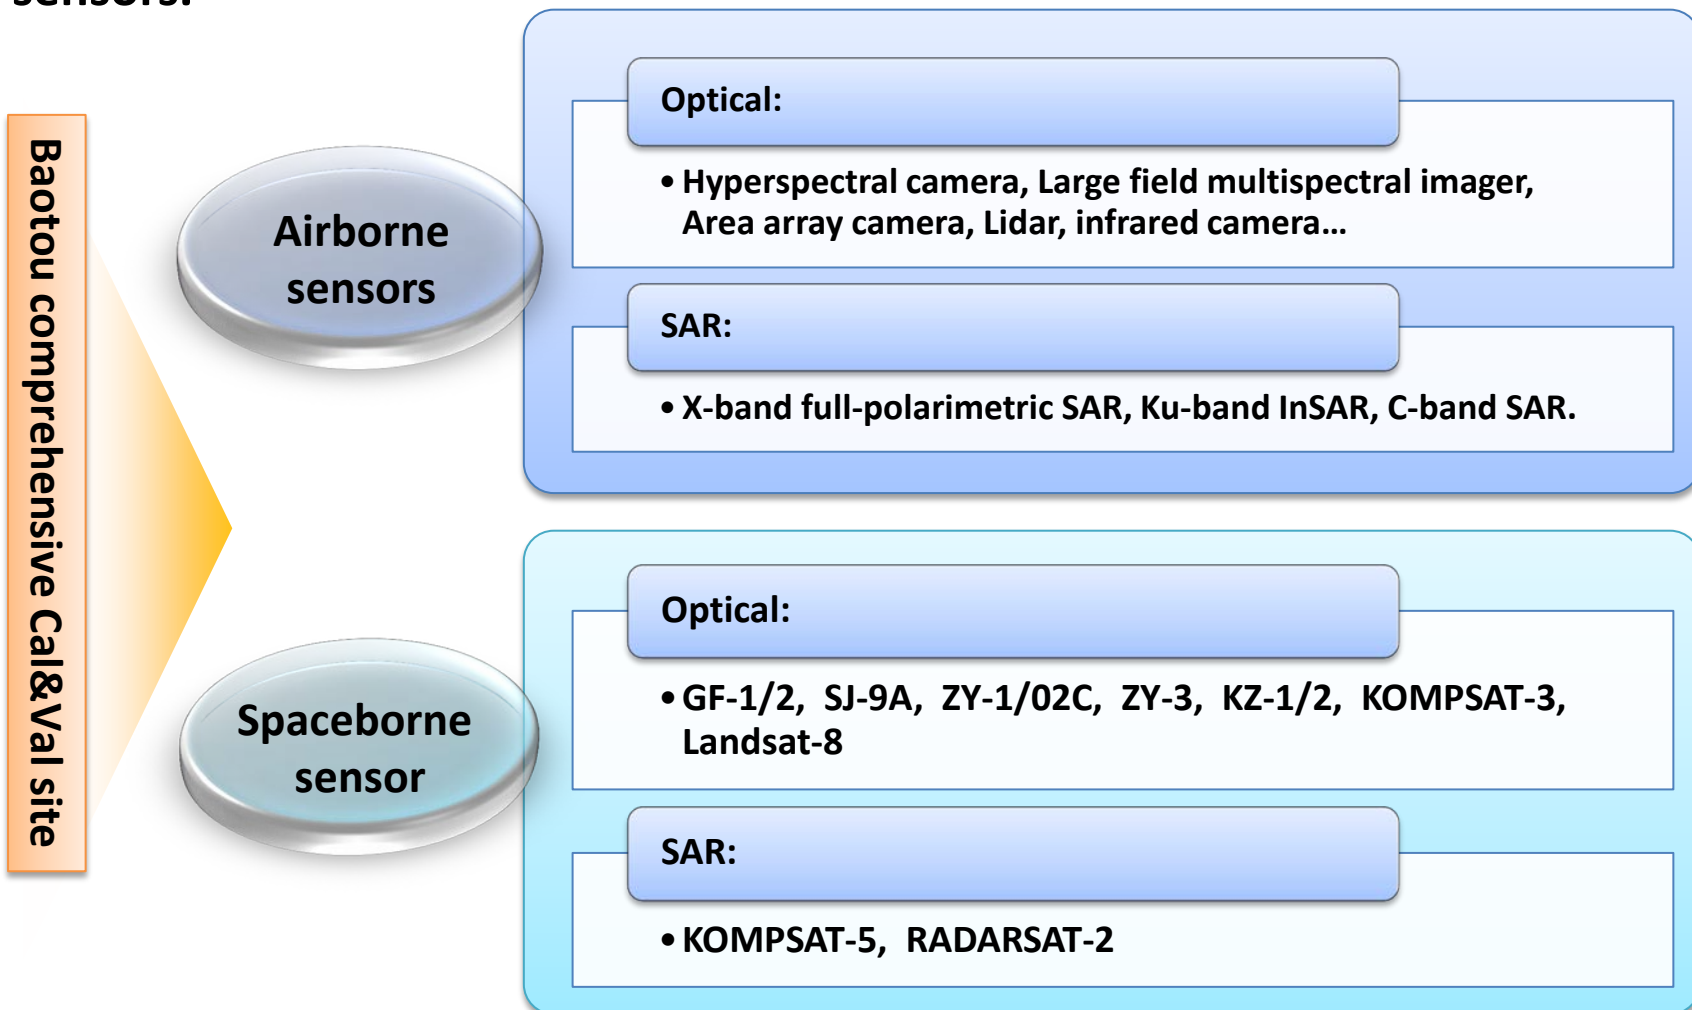 sensors.
Baotou comprehensive Cal&Val site
Airborne
sensors
Optical:
• Hyperspectral camera, Large field multispectral imager,
Area array camera, Lidar, infrared camera…
SAR:
• X-band full-polarimetric SAR, Ku-band InSAR, C-band SAR.
Spaceborne
sensor
Optical:
• GF-1/2, SJ-9A, ZY-1/02C, ZY-3, KZ-1/2, KOMPSAT-3,
Landsat-8
SAR:
• KOMPSAT-5, RADARSAT-2